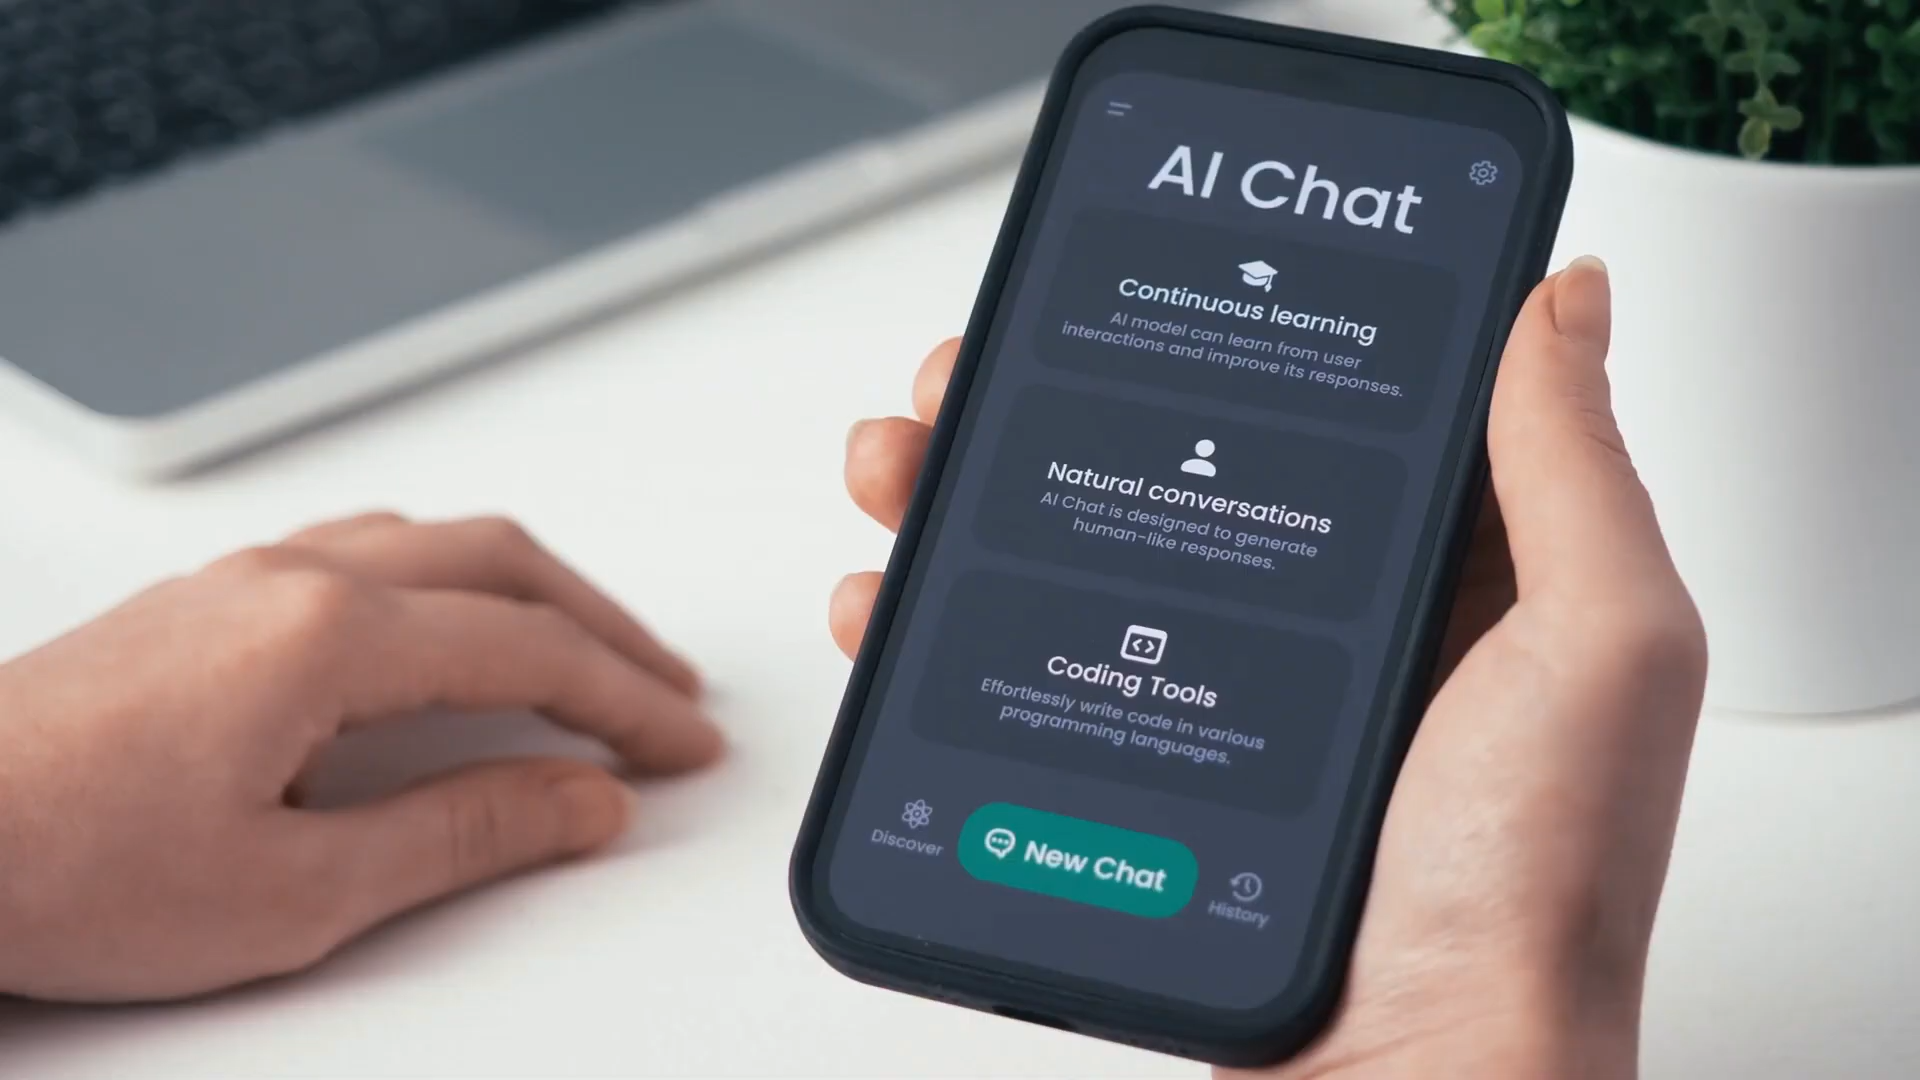 AI Chat
Continuous learning
AI model can learn from user
interactions and improve its responses.
Natural conversations
AI Chat is designed to generate
human-like responses.
Coding Tools
Effortlessly write code in various
programming languages.
Discover
New Chat
History